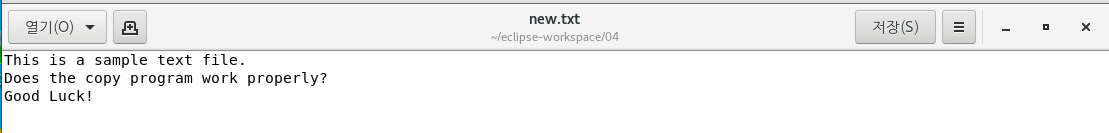 열기(O)
new.txt
~/eclipse-workspace/04
저장(S)
This is a sample text file.
Does the copy program work properly?
Good Luck!